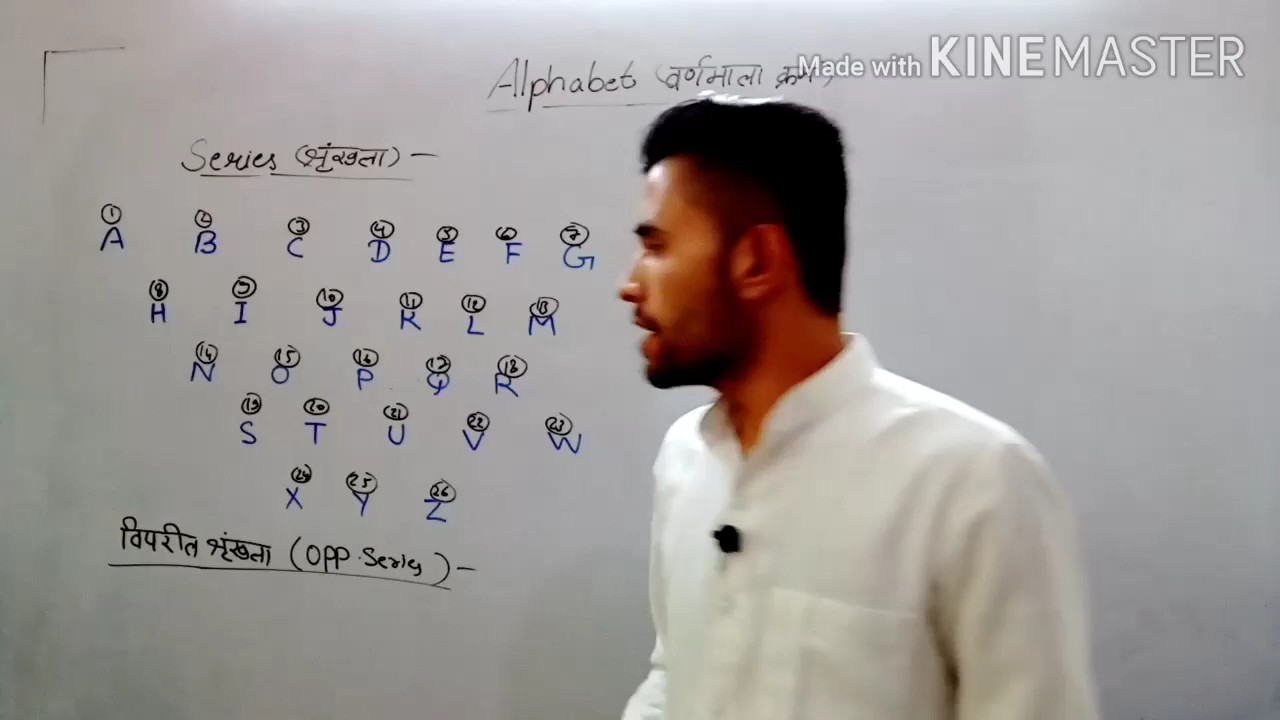 Made with KINEMASTER
Alphabet (वर्णमाला क्रम)
Series (श्रृंखला) -
1 2 3 4 5 6 7
A B C D E F G
8 9 10 11 12 13
H I J K L M
14 15 16 17 18
N O P Q R
19 20 21 22 23
S T U V W
24 25 26
X Y Z
विपरीत श्रृंखला (OPP. Series) -